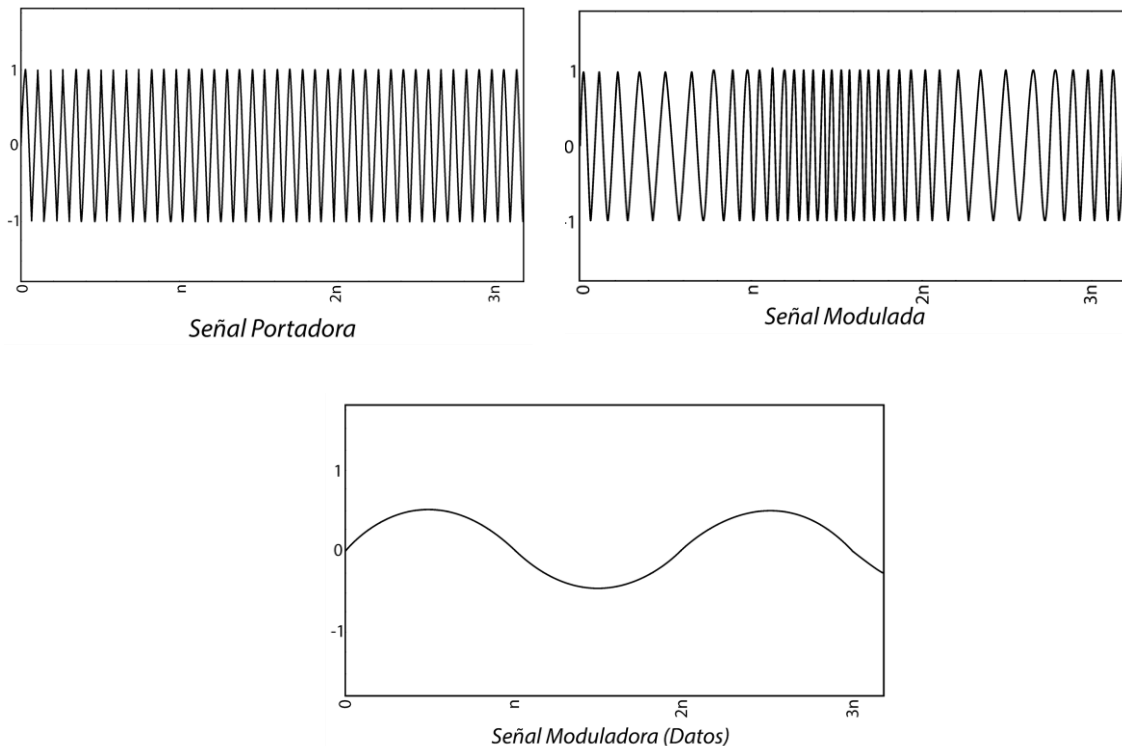 1
0
-1
0
n
2n
3n
Señal Portadora
1
0
-1
0
n
2n
3n
Señal Modulada
1
0
-1
0
n
2n
3n
Señal Moduladora (Datos)